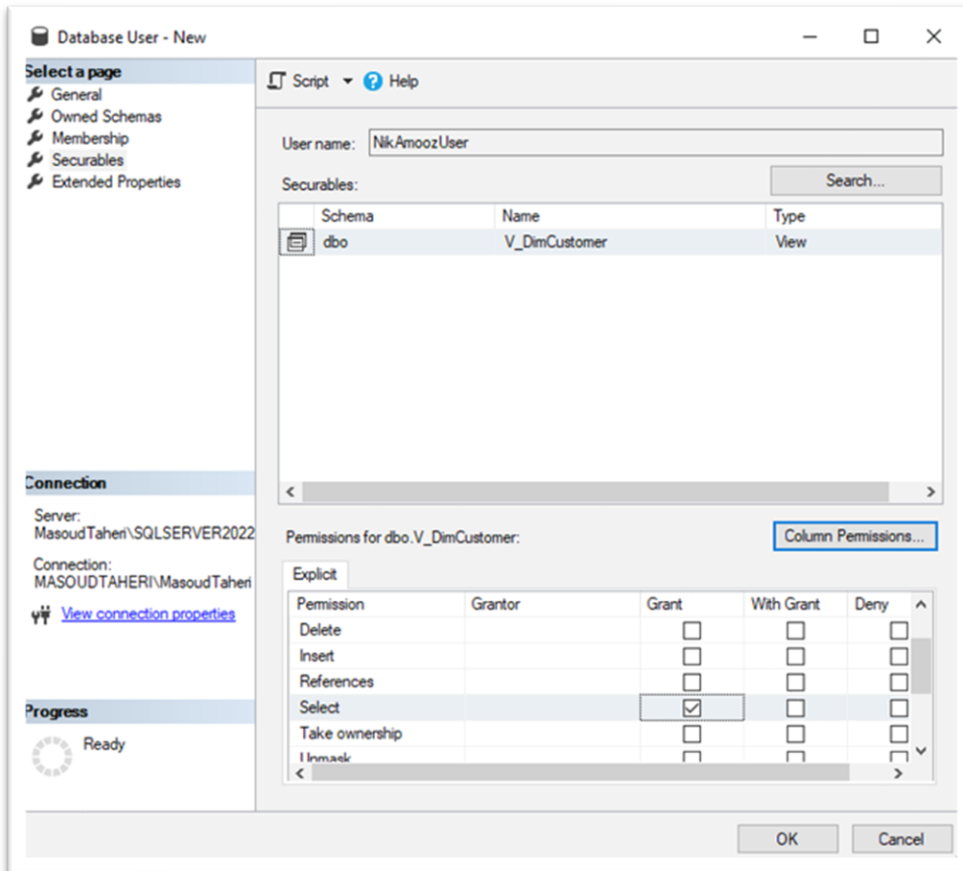 Database User - New
Select a page
General
Owned Schemas
Membership
Securables
Extended Properties
Script
Help
User name: NikAmoozUser
Securables:
Search...
Schema Name Type
dbo V_DimCustomer View
Connection
Server:
MasoudTaheri\SQLSERVER2022
Connection:
MASOUDTAHERI\MasoudTaheri
View connection properties
Progress
Ready
Permissions for dbo.V_DimCustomer:
Column Permissions...
Explicit
Permission Grantor Grant With Grant Deny
Delete
Insert
References
Select
Take ownership
Unmask
OK Cancel